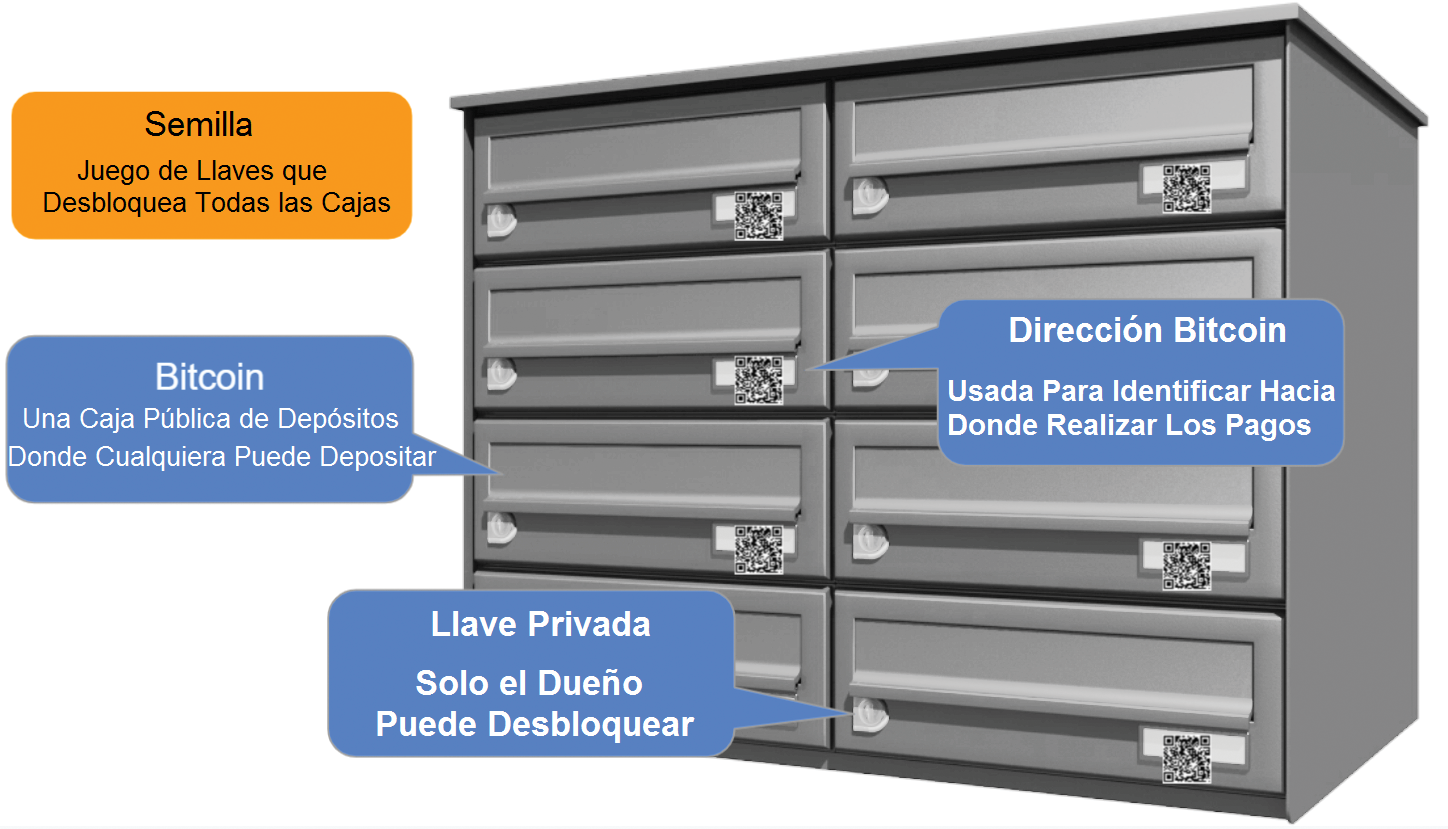 Semilla
Juego de Llaves que
Desbloquea Todas las Cajas
Bitcoin
Una Caja Pública de Depósitos
Donde Cualquiera Puede Depositar
Dirección Bitcoin
Usada Para Identificar Hacia
Donde Realizar Los Pagos
Llave Privada
Solo el Dueño
Puede Desbloquear